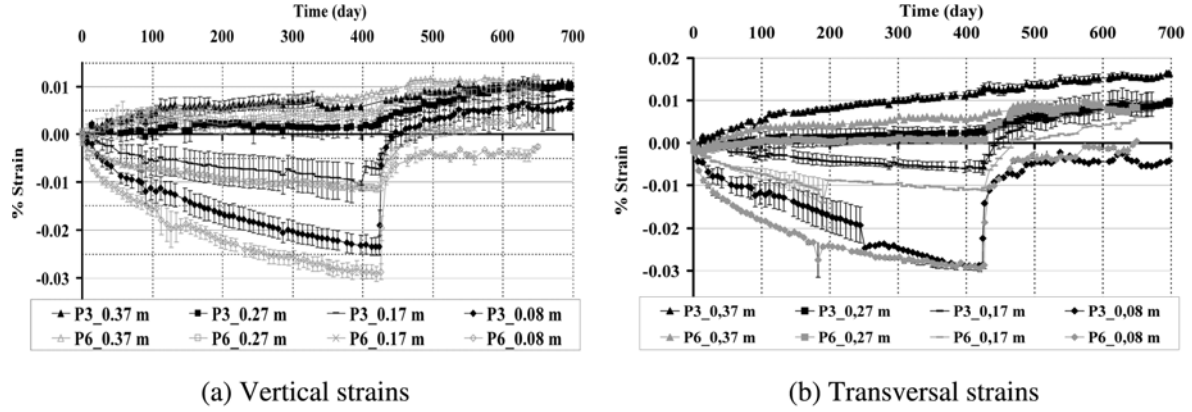 Time (day)
0 100 200 300 400 500 600 700
% Strain
0.01
0.00
-0.01
-0.02
-0.03
P3_0.37 m P3_0.27 m P3_0.17 m P3_0.08 m
P6_0.37 m P6_0.27 m P6_0.17 m P6_0.08 m
(a) Vertical strains
Time (day)
0 100 200 300 400 500 600 700
% Strain
0.02
0.01
0.00
-0.01
-0.02
-0.03
P3_0,37 m P3_0,27 m P3_0,17 m P3_0,08 m
P6_0,37 m P6_0,27 m P6_0,17 m P6_0,08 m
(b) Transversal strains